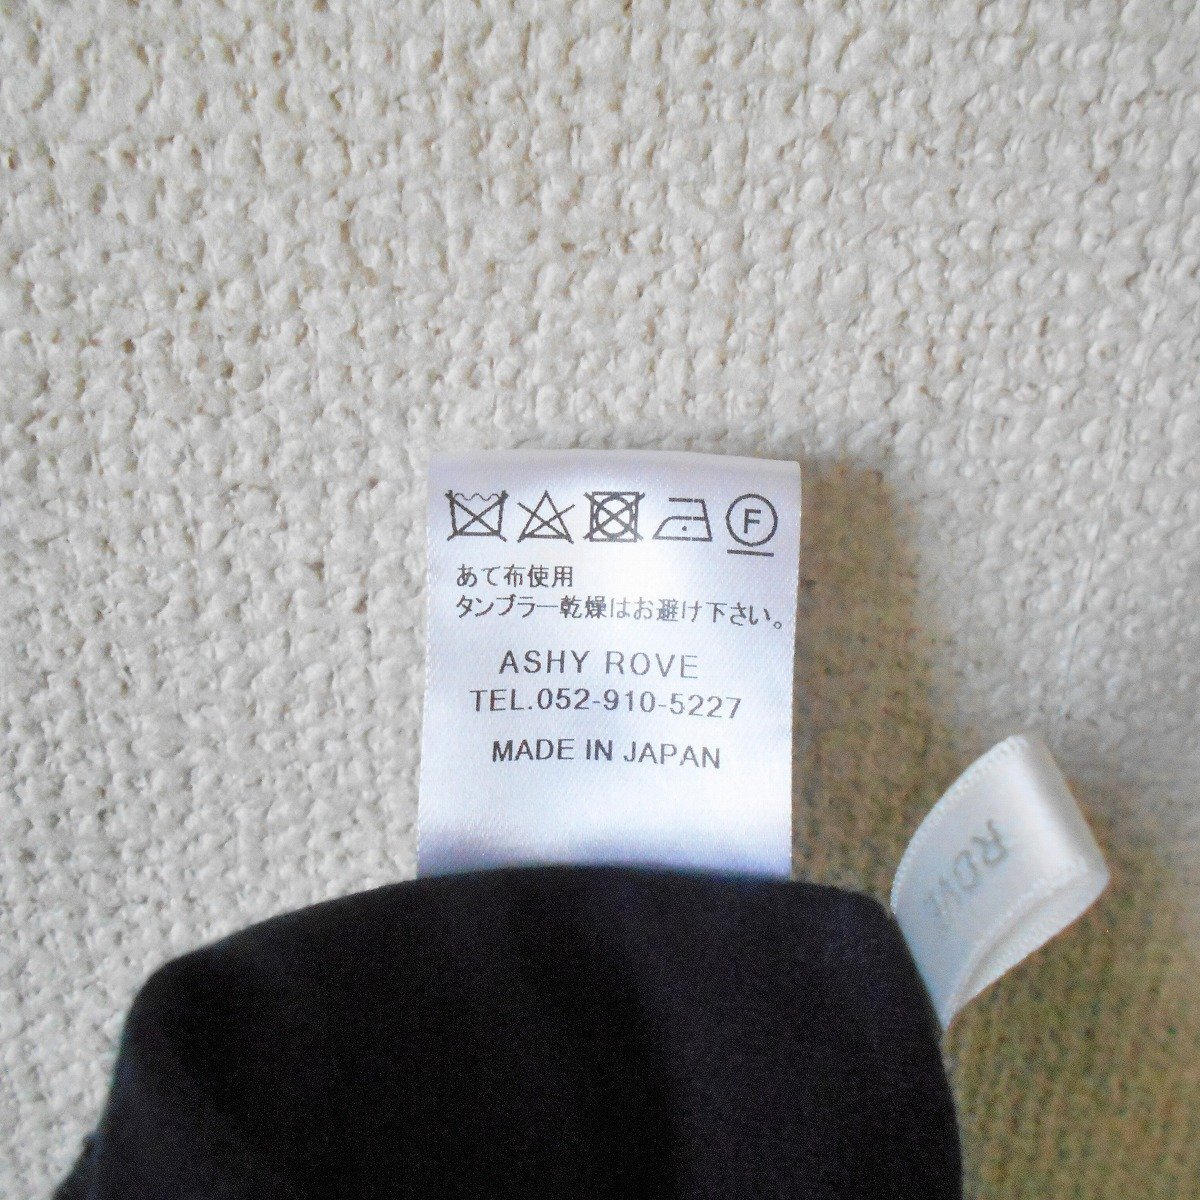 F
あて布使用
タンブラー乾燥はお避け下さい。
ASHY ROVE
TEL.052-910-5227
MADE IN JAPAN
ROVE